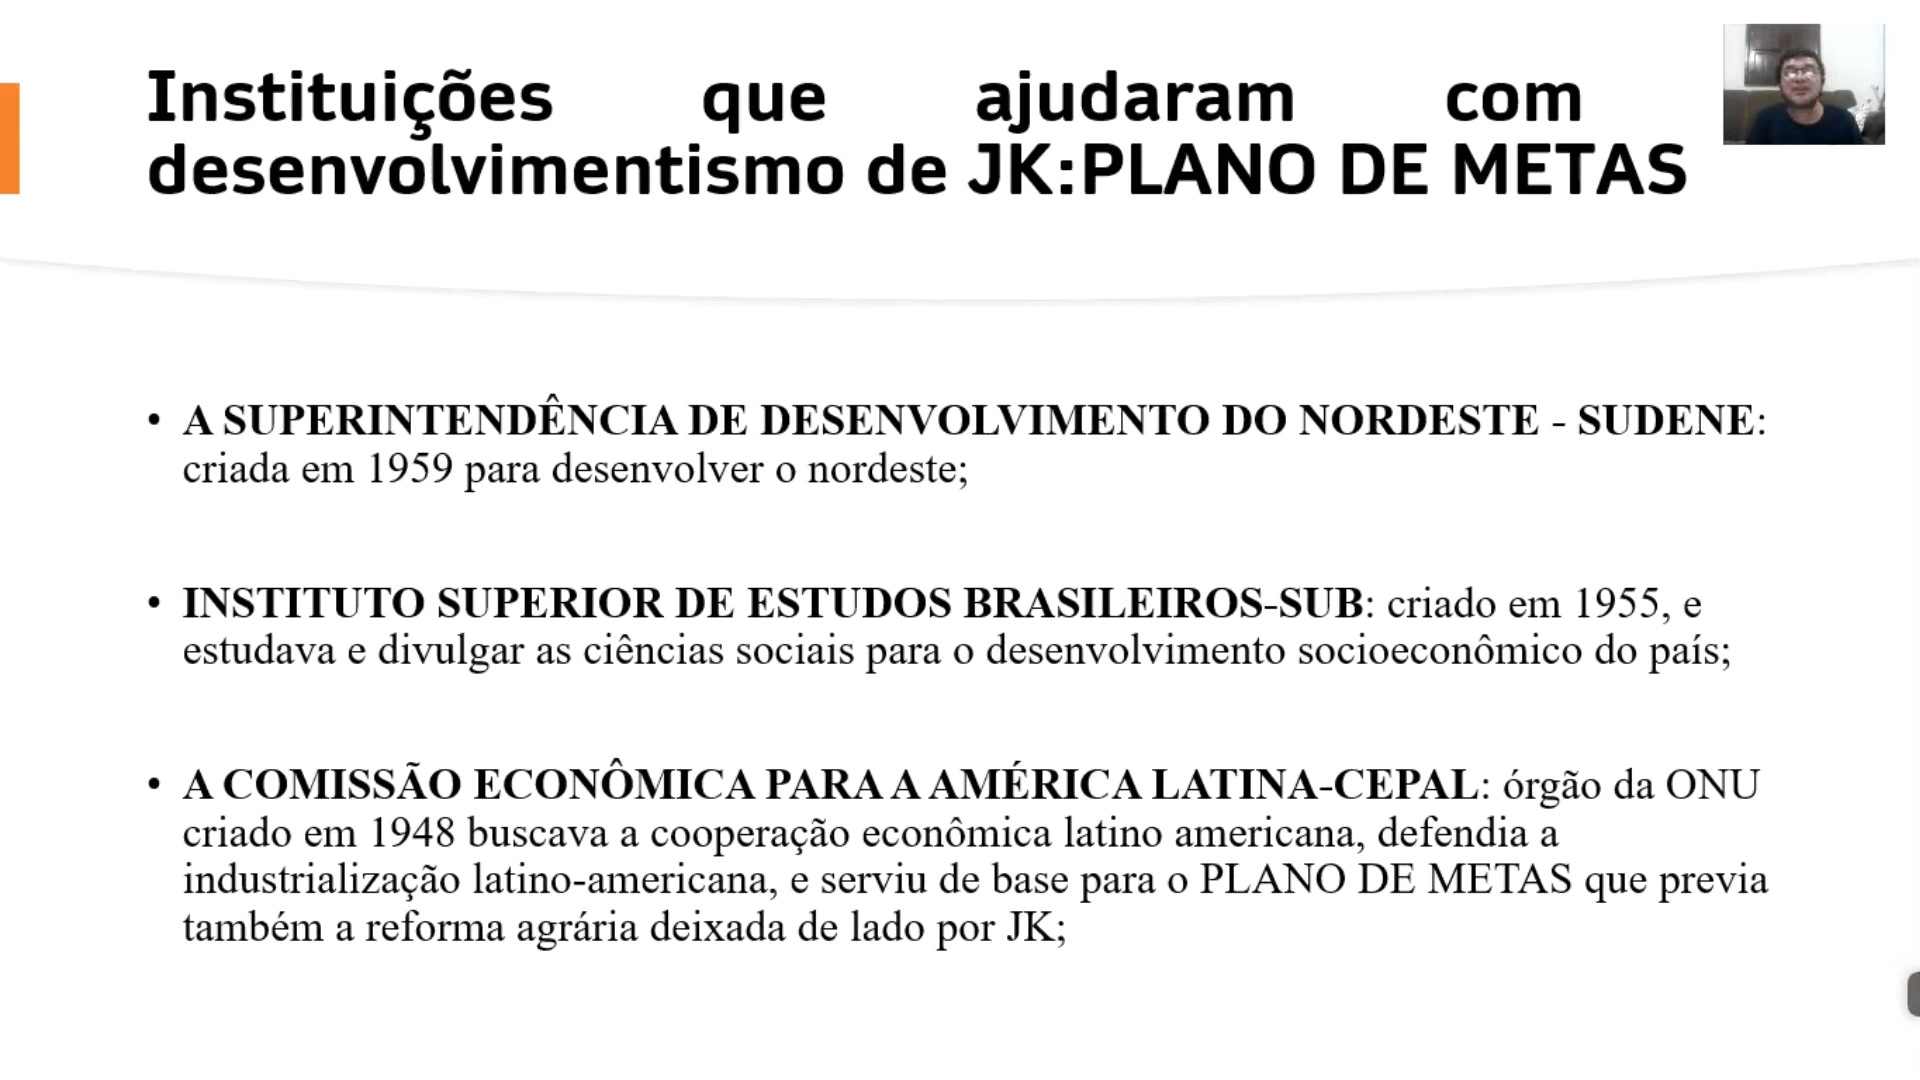 Instituições que ajudaram com
desenvolvimentismo de JK:PLANO DE METAS
• A SUPERINTENDÊNCIA DE DESENVOLVIMENTO DO NORDESTE - SUDENE:
criada em 1959 para desenvolver o nordeste;
• INSTITUTO SUPERIOR DE ESTUDOS BRASILEIROS-SUB: criado em 1955, e
estudava e divulgar as ciências sociais para o desenvolvimento socioeconômico do país;
• A COMISSÃO ECONÔMICA PARA A AMÉRICA LATINA-CEPAL: órgão da ONU
criado em 1948 buscava a cooperação econômica latino americana, defendia a
industrialização latino-americana, e serviu de base para o PLANO DE METAS que previa
também a reforma agrária deixada de lado por JK;